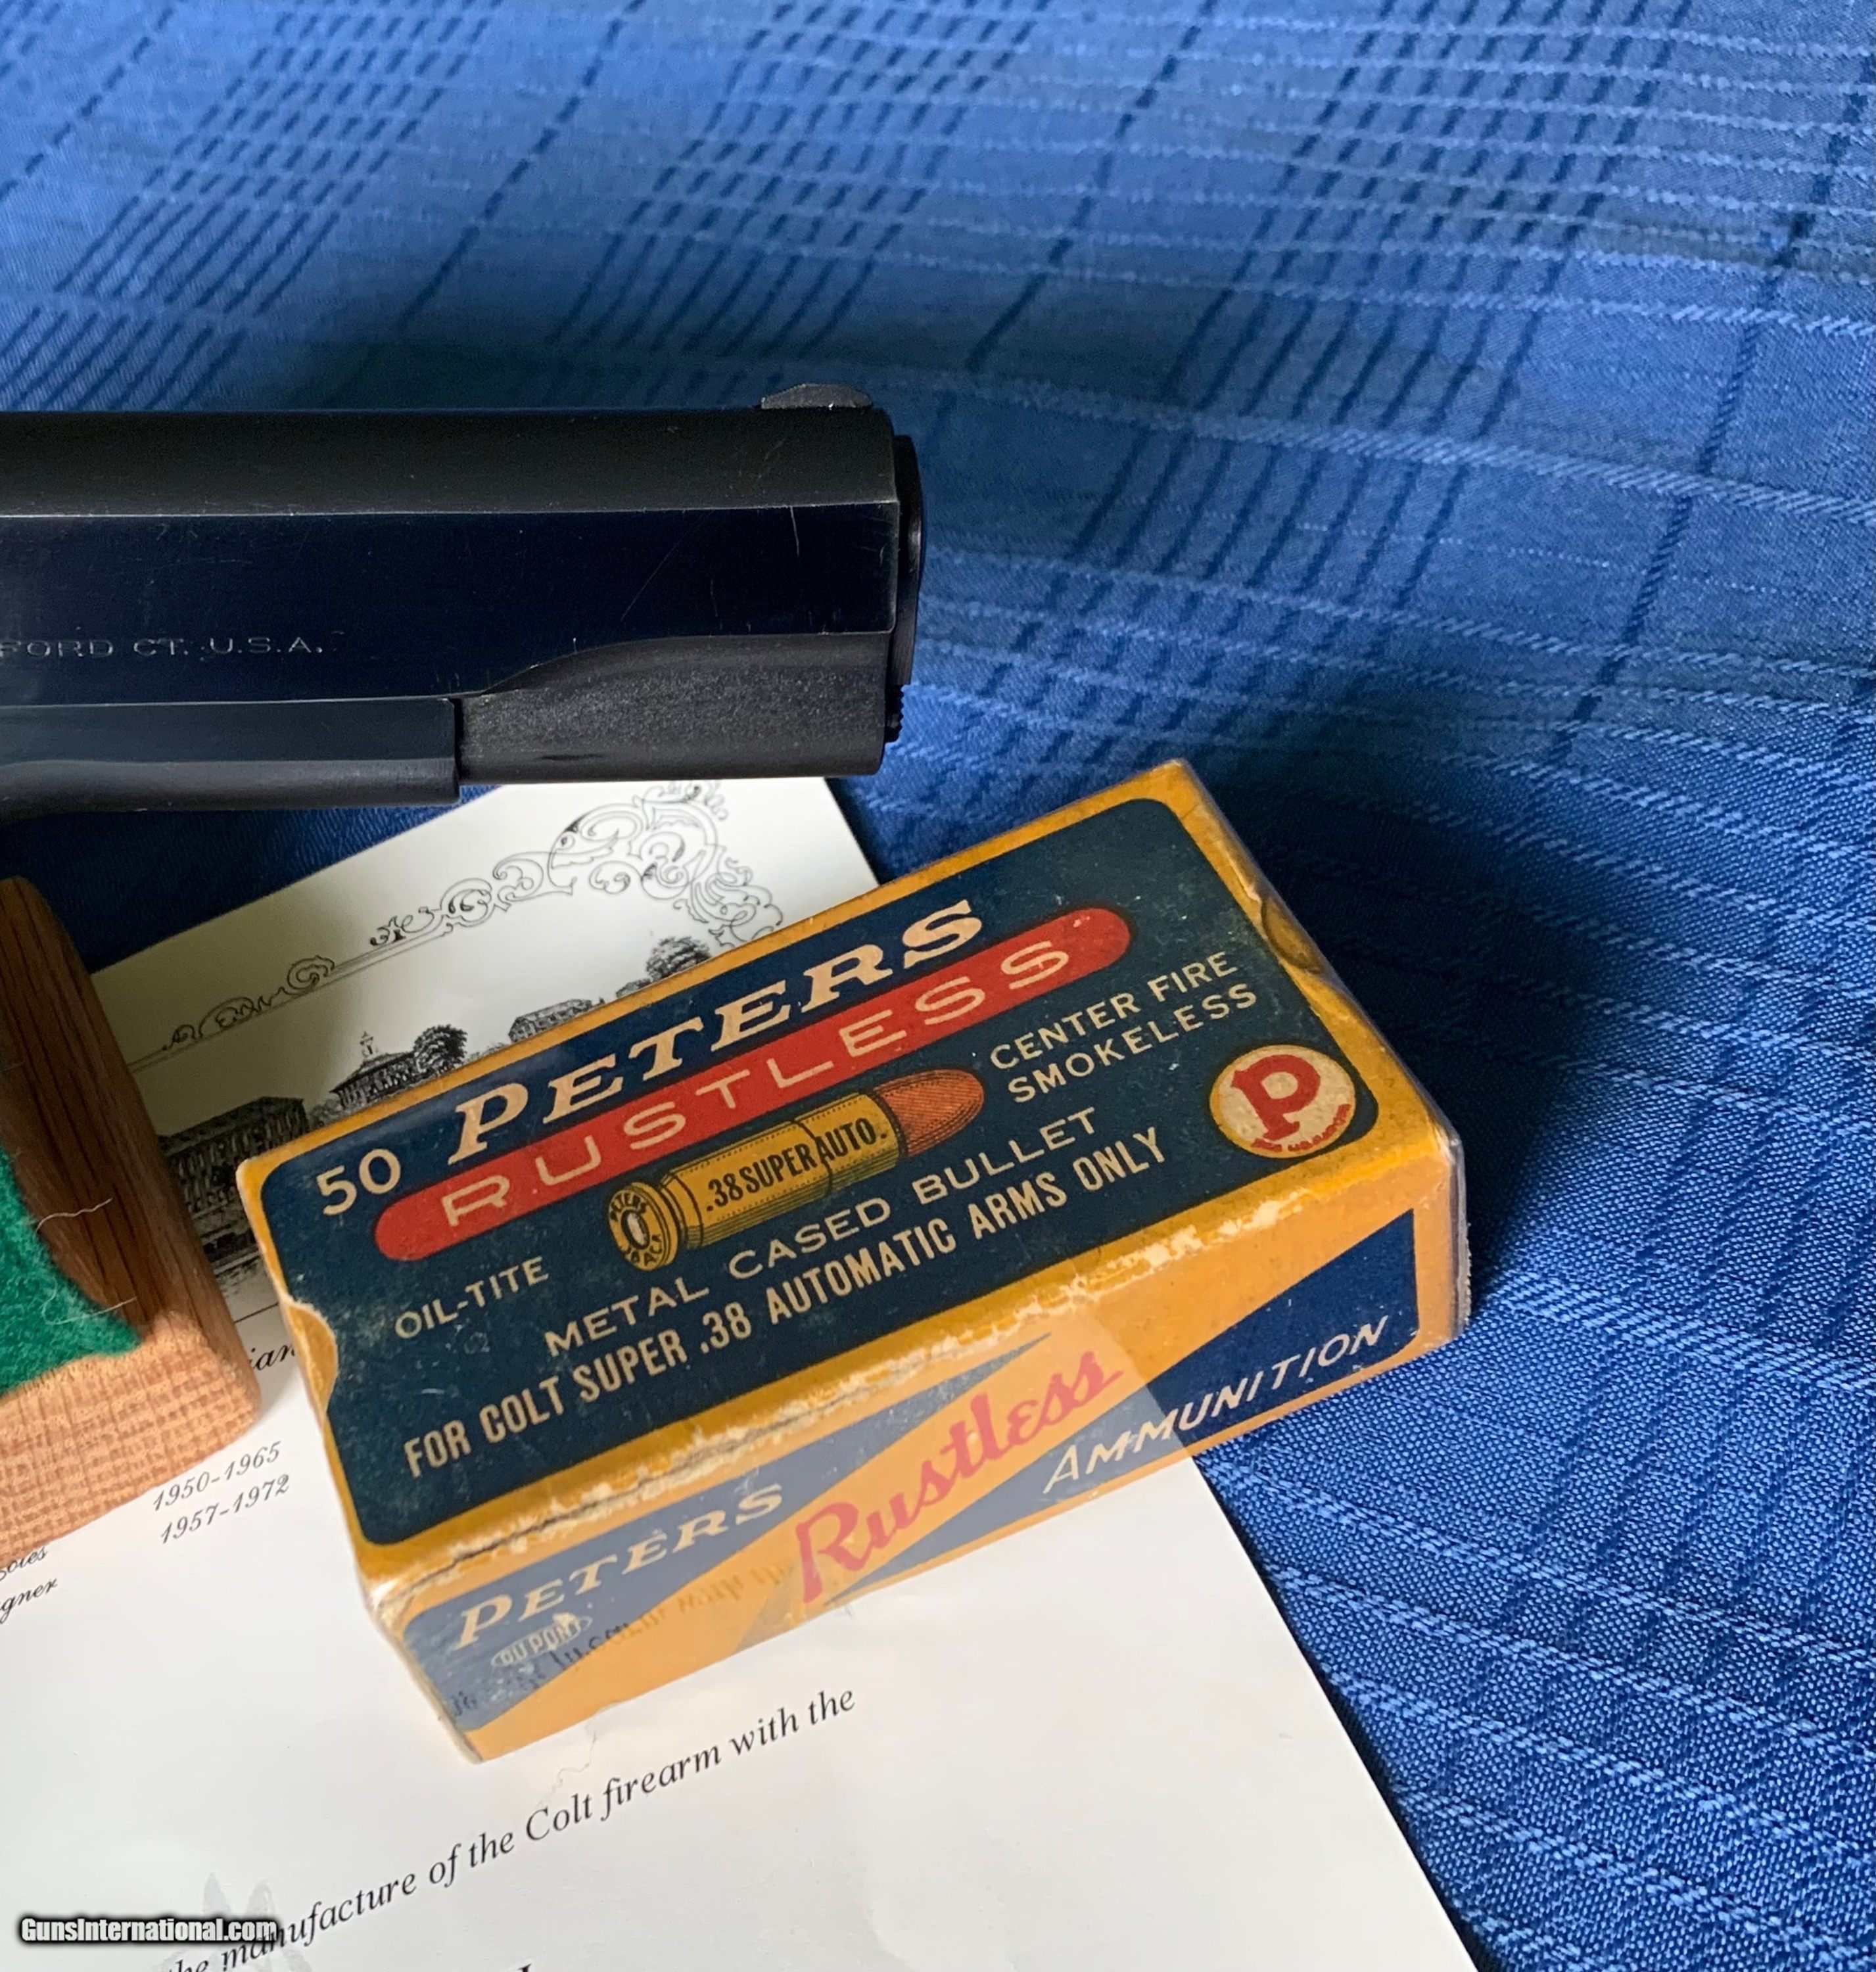 FORD CT. U.S.A.
50 PETERS
RUSTLESS
CENTER FIRE
SMOKELESS
.38 SUPER AUTO.
PETERS
OIL-TITE
METAL CASED BULLET
FOR COLT SUPER .38 AUTOMATIC ARMS ONLY
P
PETERS Rustless AMMUNITION
DU PONT
1950-1965
1957-1972
gner
manufacture of the Colt firearm with the
GunsInternational.com